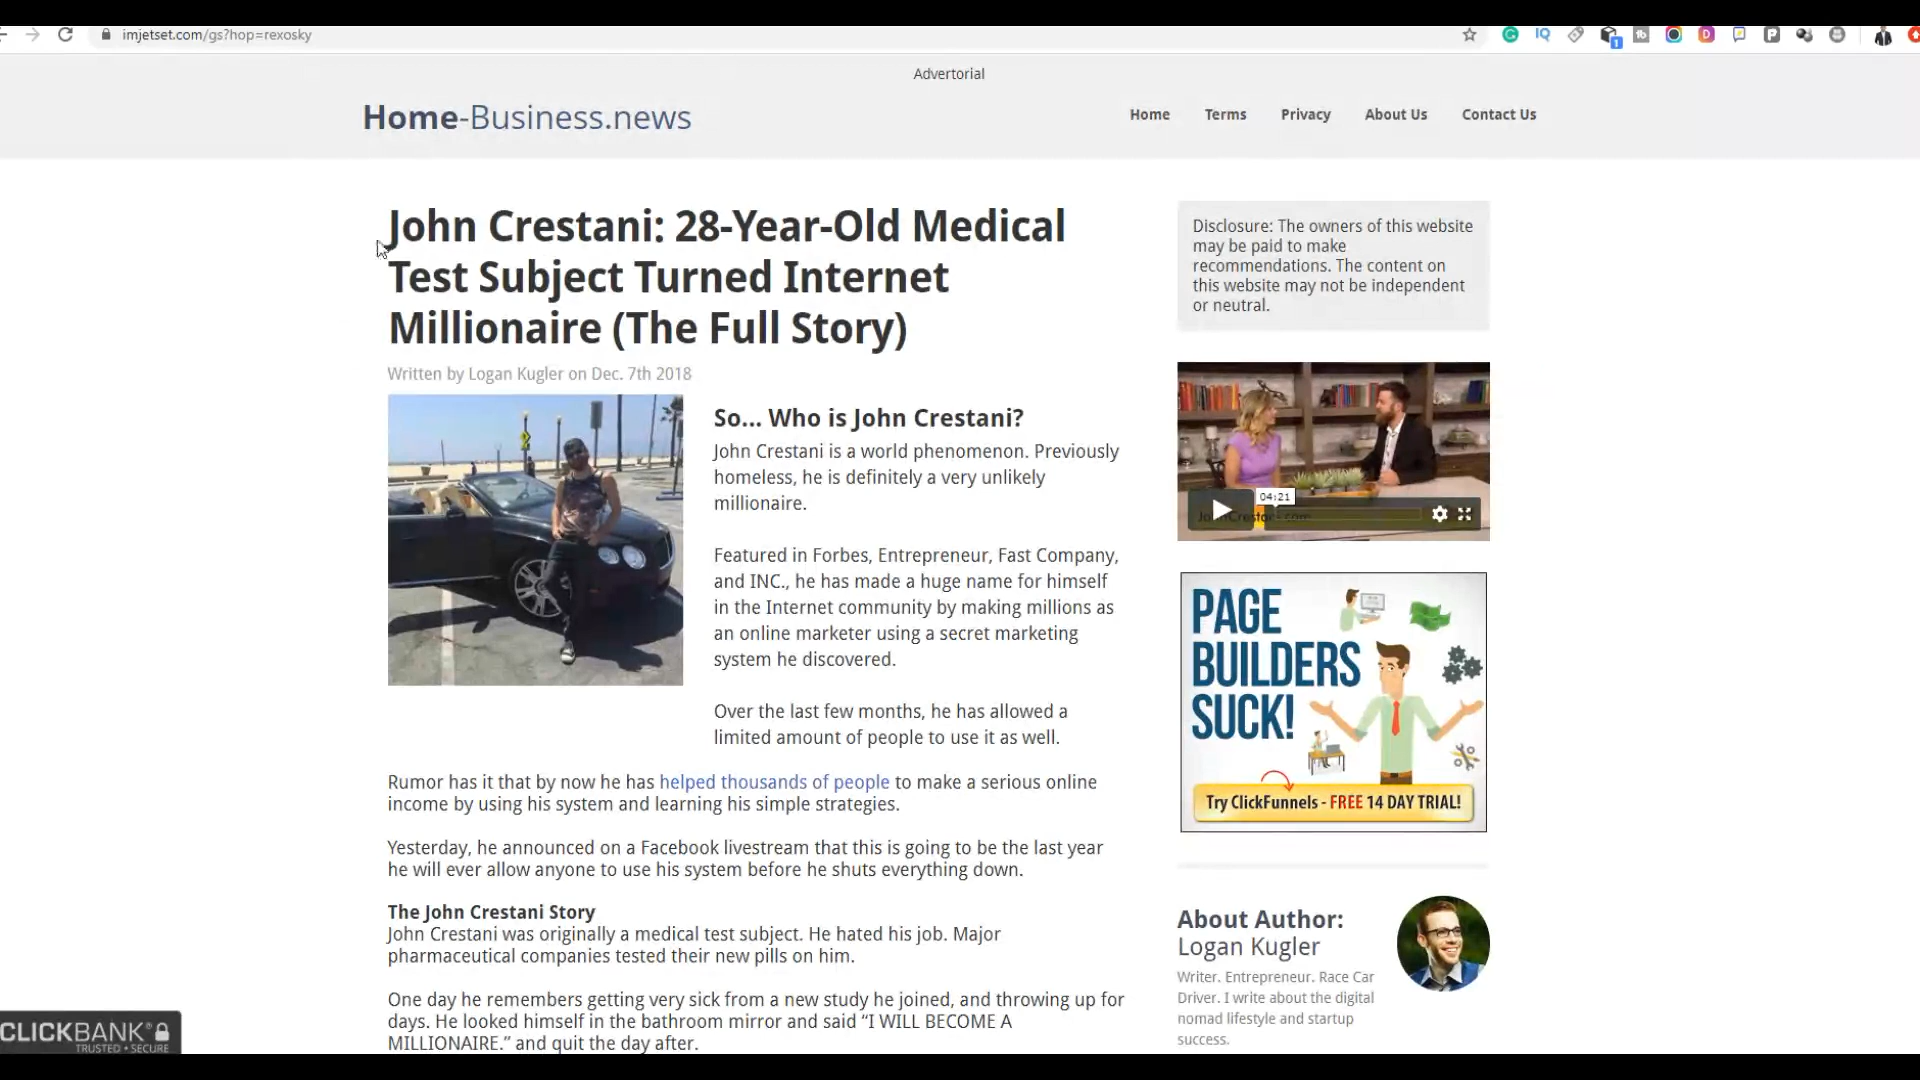 imjetset.com/gs?hop=rexosky
Advertorial
Home-Business.news
Home Terms Privacy About Us Contact Us
John Crestani: 28-Year-Old Medical
Test Subject Turned Internet
Millionaire (The Full Story)
Written by Logan Kugler on Dec. 7th 2018
So... Who is John Crestani?
John Crestani is a world phenomenon. Previously
homeless, he is definitely a very unlikely
millionaire.
Featured in Forbes, Entrepreneur, Fast Company,
and INC., he has made a huge name for himself
in the Internet community by making millions as
an online marketer using a secret marketing
system he discovered.
Over the last few months, he has allowed a
limited amount of people to use it as well.
Rumor has it that by now he has helped thousands of people to make a serious online
income by using his system and learning his simple strategies.
Yesterday, he announced on a Facebook livestream that this is going to be the last year
he will ever allow anyone to use his system before he shuts everything down.
The John Crestani Story
John Crestani was originally a medical test subject. He hated his job. Major
pharmaceutical companies tested their new pills on him.
One day he remembers getting very sick from a new study he joined, and throwing up for
days. He looked himself in the bathroom mirror and said “I WILL BECOME A
MILLIONAIRE.” and quit the day after.
Disclosure: The owners of this website
may be paid to make
recommendations. The content on
this website may not be independent
or neutral.
04:21
PAGE
BUILDERS
SUCK!
Try ClickFunnels - FREE 14 DAY TRIAL!
About Author:
Logan Kugler
Writer. Entrepreneur. Race Car
Driver. I write about the digital
nomad lifestyle and startup
success.
CLICKBANK®
TRUSTED • SECURE